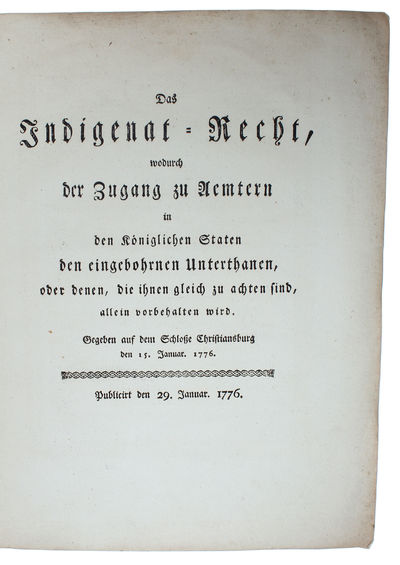 Das
Indigenat-Recht,
wodurch
der Zugang zu Aemtern
in
den Königlichen Staten
den eingebohrnen Unterthanen,
oder denen, die ihnen gleich zu achten sind,
allein vorbehalten wird.
Gegeben auf dem Schloße Christiansburg
den 15. Januar. 1776.
Publicirt den 29. Januar. 1776.